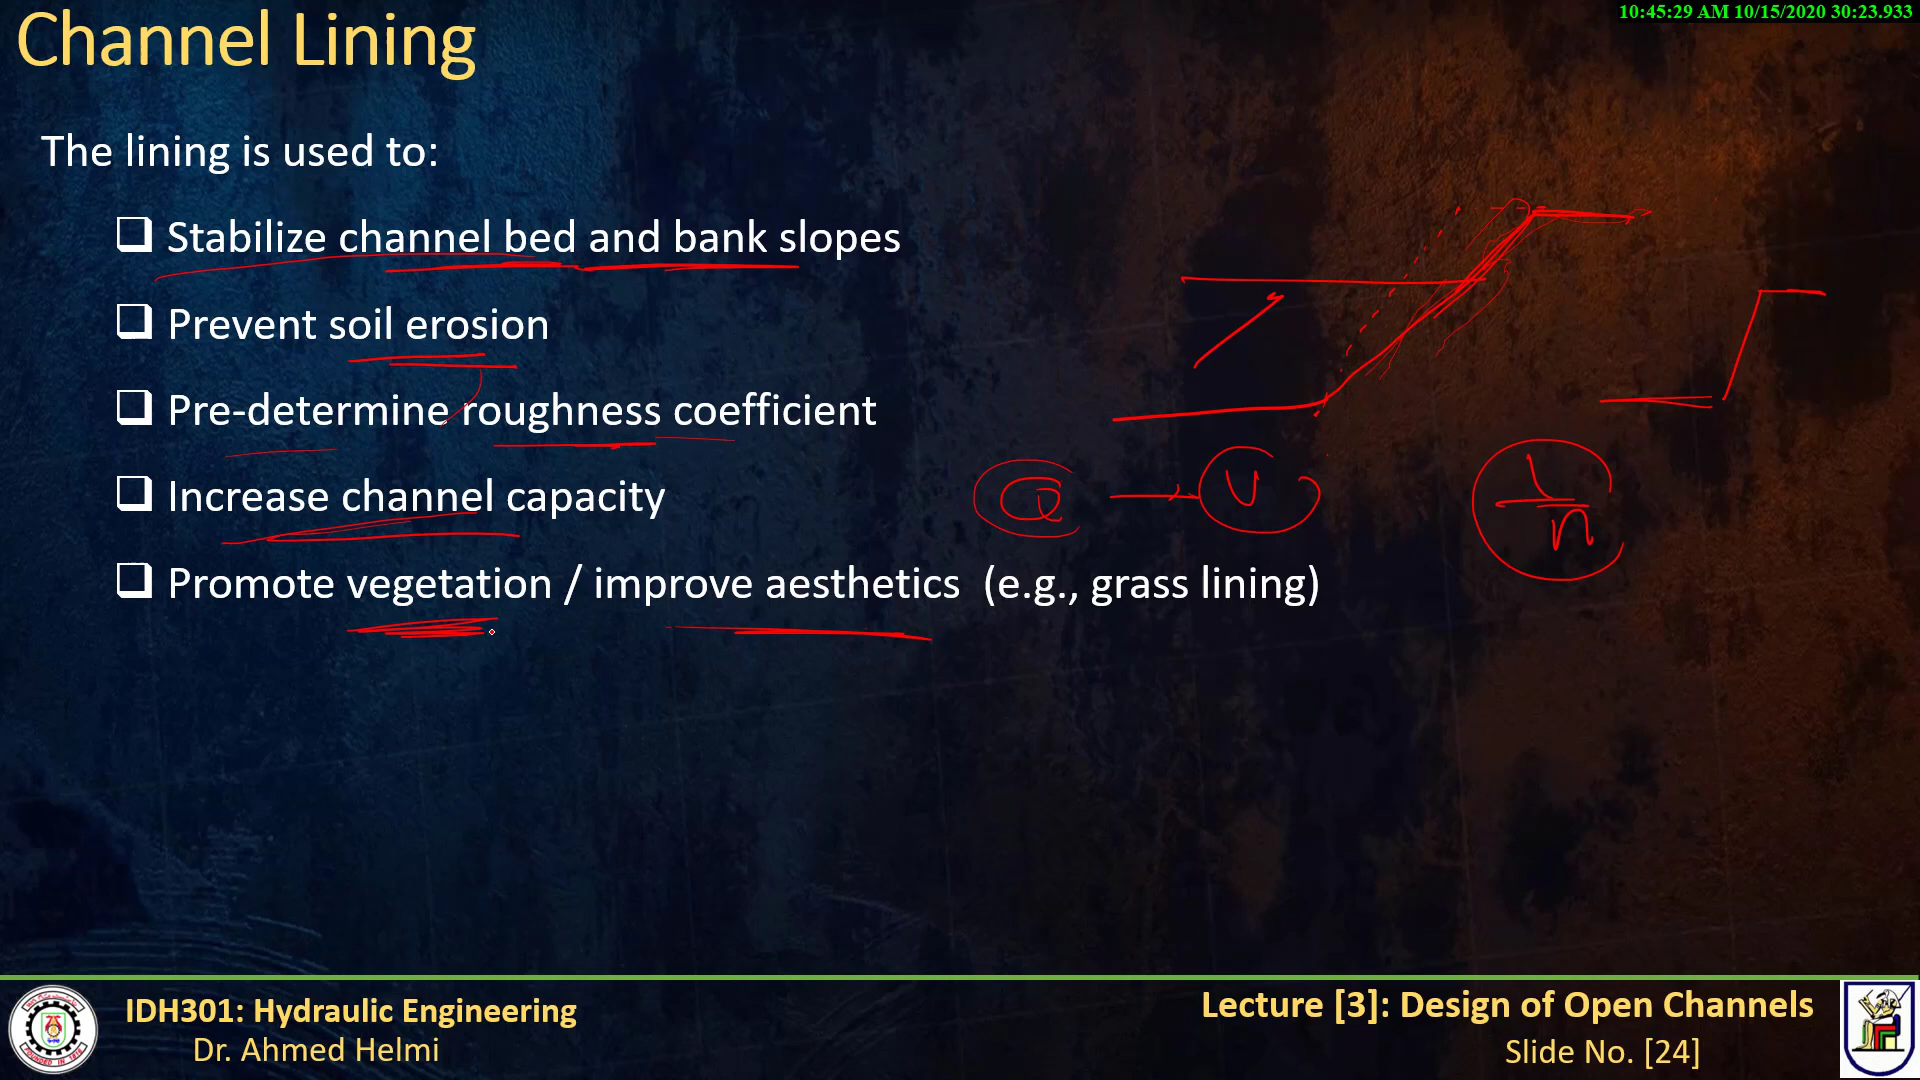 10:45:29 AM 10/15/2020 30:23.933
Channel Lining
The lining is used to:
❑ Stabilize channel bed and bank slopes
❑ Prevent soil erosion
❑ Pre-determine roughness coefficient
❑ Increase channel capacity
Q → V
1/n
❑ Promote vegetation / improve aesthetics (e.g., grass lining)
IDH301: Hydraulic Engineering
Dr. Ahmed Helmi
Lecture [3]: Design of Open Channels
Slide No. [24]